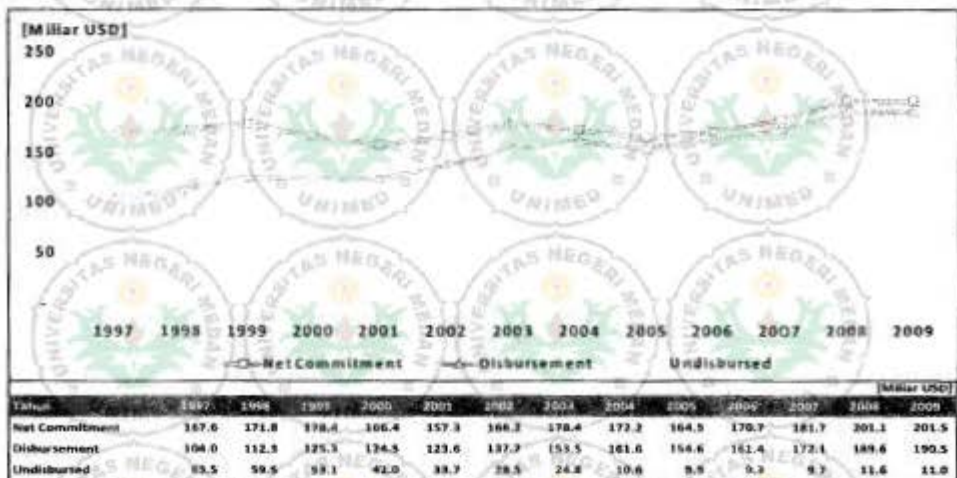 [Miliar USD]
250
200
150
100
50
-
1997 1998 1999 2000 2001 2002 2003 2004 2005 2006 2007 2008 2009
Net Commitment Disbursement Undisbursed
[Miliar USD]
Tahun 1997 1998 1999 2000 2001 2002 2003 2004 2005 2006 2007 2008 2009
Net Commitment 167.6 171.8 178.4 166.4 157.3 166.2 178.4 172.2 164.5 170.7 181.7 201.1 201.5
Disbursement 104.0 112.3 125.3 124.5 123.6 137.7 153.5 161.6 154.6 161.4 172.1 189.6 190.5
Undisbursed 59.5 53.1 42.0 33.7 28.5 24.8 10.6 9.9 9.3 9.7 11.6 11.0
UNIVERSITAS NEGERI MEDAN
UNIMED